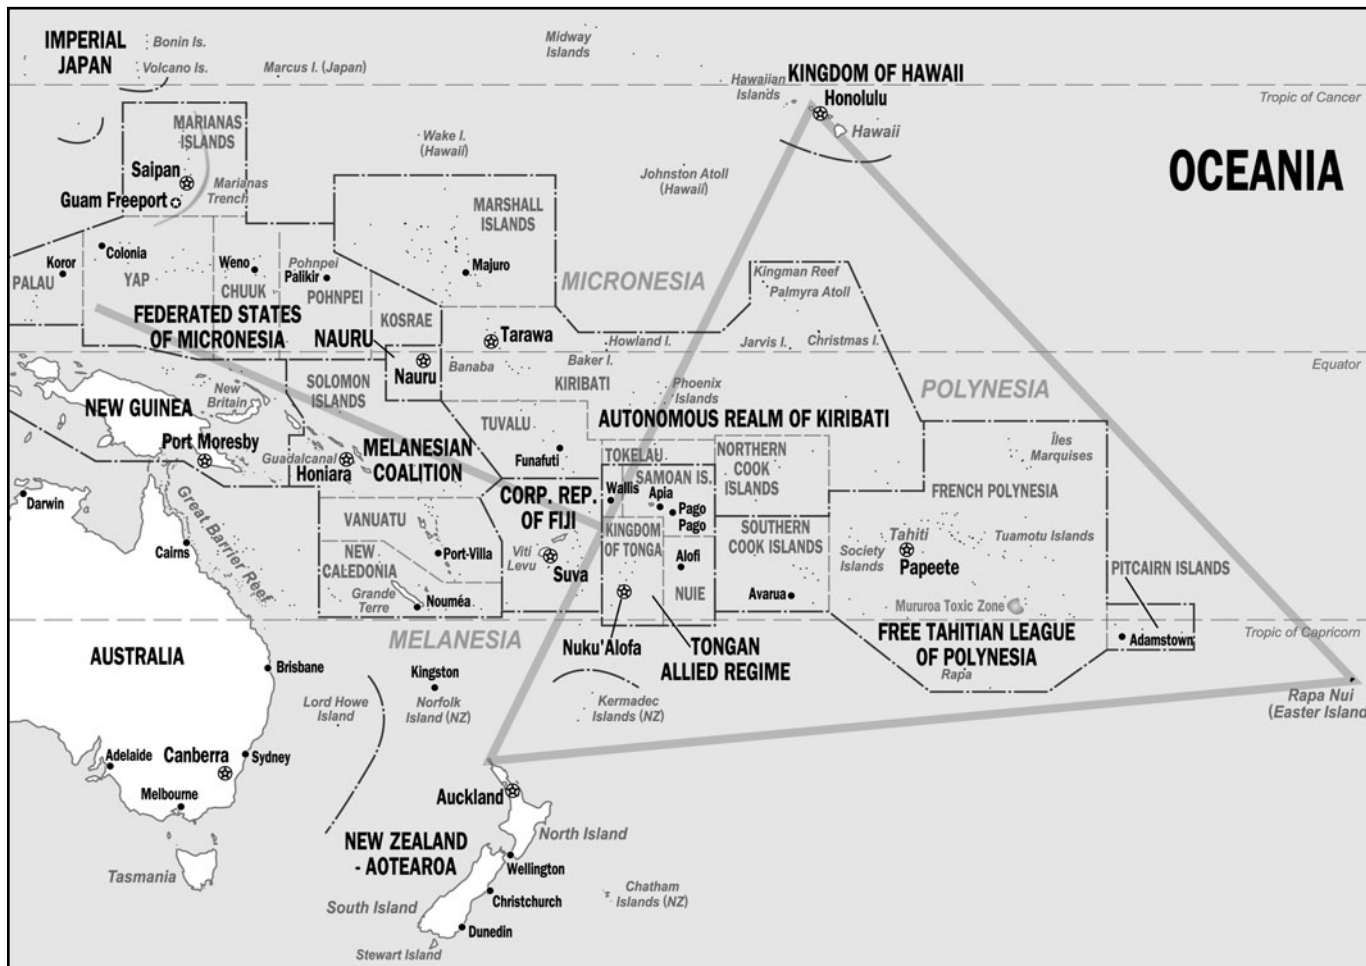 IMPERIAL
JAPAN
Bonin Is.
Volcano Is.
Marcus I. (Japan)
Midway
Islands
Hawaiian
Islands
KINGDOM OF HAWAII
Honolulu
Hawaii
Tropic of Cancer
OCEANIA
MARIANAS
ISLANDS
Saipan
Guam Freeport
Marianas
Trench
Wake I.
(Hawaii)
Johnston Atoll
(Hawaii)
MARSHALL
ISLANDS
Majuro
MICRONESIA
Kingman Reef
Palmyra Atoll
Koror
PALAU
Colonia
YAP
Weno
CHUUK
Pohnpei
Palikir
POHNPEI
KOSRAE
FEDERATED STATES
OF MICRONESIA
NAURU
Nauru
Tarawa
Banaba
Howland I.
Baker I.
Jarvis I.
Christmas I.
Equator
KIRIBATI
Phoenix
Islands
POLYNESIA
New
Britain
NEW GUINEA
Port Moresby
SOLOMON
ISLANDS
Guadalcanal
Honiara
MELANESIAN
COALITION
TUVALU
Funafuti
AUTONOMOUS REALM OF KIRIBATI
TOKELAU
NORTHERN
COOK
ISLANDS
Îles
Marquises
FRENCH POLYNESIA
Darwin
Great Barrier Reef
Cairns
VANUATU
Port-Villa
NEW
CALEDONIA
Grande
Terre
Nouméa
CORP. REP.
OF FIJI
Viti
Levu
Suva
Wallis
SAMOAN IS.
Apia
Pago
Pago
KINGDOM
OF TONGA
Alofi
NUIE
Nuku'Alofa
TONGAN
ALLIED REGIME
SOUTHERN
COOK ISLANDS
Avarua
Society
Islands
Tahiti
Papeete
Tuamotu Islands
Mururoa Toxic Zone
FREE TAHITIAN LEAGUE
OF POLYNESIA
Rapa
PITCAIRN ISLANDS
Adamstown
Tropic of Capricorn
Rapa Nui
(Easter Island
MELANESIA
AUSTRALIA
Brisbane
Lord Howe
Island
Kingston
Norfolk
Island (NZ)
Kermadec
Islands (NZ)
Adelaide
Canberra
Sydney
Melbourne
Tasmania
Auckland
North Island
NEW ZEALAND
- AOTEAROA
Wellington
Christchurch
South Island
Dunedin
Stewart Island
Chatham
Islands (NZ)